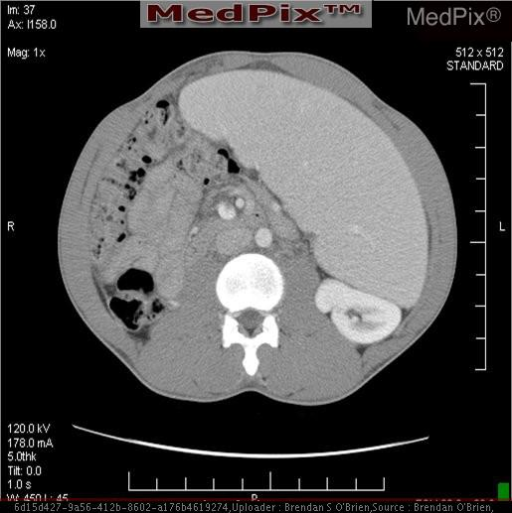 Im: 37
Ax: I158.0
Mag: 1x
MedPix™
MedPix®
512 x 512
STANDARD
R
L
120.0 kV
178.0 mA
5.0thk
Tilt: 0.0
1.0 s
W: 450 L: 45
P
6d15d427-9a56-412b-8602-a176b4619274,Uploader : Brendan S O'Brien,Source : Brendan O'Brien,